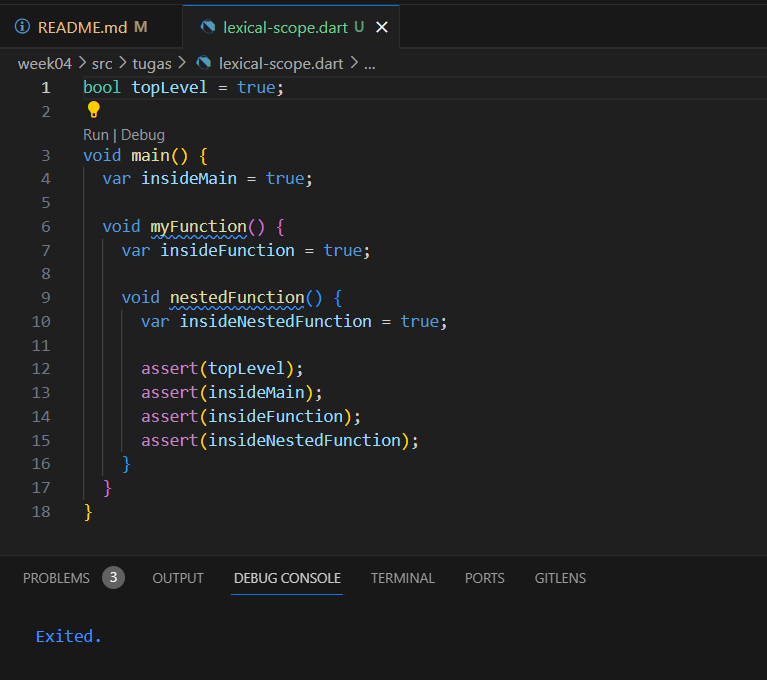 README.md M lexical-scope.dart U
week04 > src > tugas > lexical-scope.dart > ...
1 bool topLevel = true;
2
Run | Debug
3 void main() {
4   var insideMain = true;
5
6   void myFunction() {
7     var insideFunction = true;
8
9     void nestedFunction() {
10       var insideNestedFunction = true;
11
12       assert(topLevel);
13       assert(insideMain);
14       assert(insideFunction);
15       assert(insideNestedFunction);
16     }
17   }
18 }
PROBLEMS 3 OUTPUT DEBUG CONSOLE TERMINAL PORTS GITLENS
Exited.